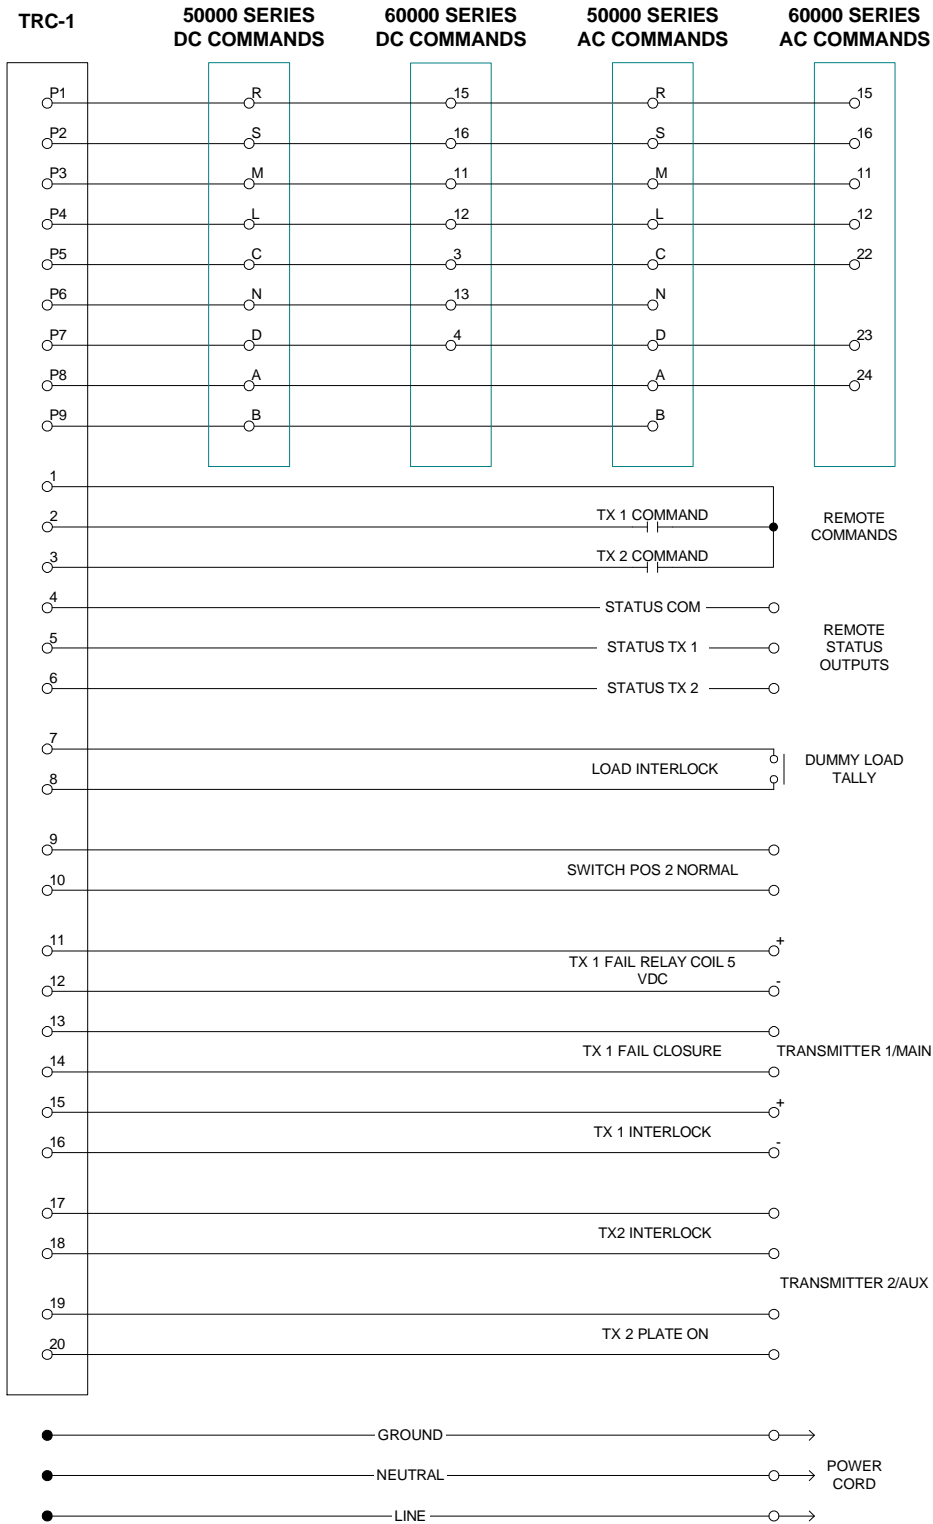 TRC-1
50000 SERIES
DC COMMANDS
60000 SERIES
DC COMMANDS
50000 SERIES
AC COMMANDS
60000 SERIES
AC COMMANDS
P1 R 15 R 15
P2 S 16 S 16
P3 M 11 M 11
P4 L 12 L 12
P5 C 3 C 22
P6 N 13 N
P7 D 4 D 23
P8 A A 24
P9 B B
1
2 TX 1 COMMAND
3 TX 2 COMMAND
REMOTE
COMMANDS
4 STATUS COM
5 STATUS TX 1
6 STATUS TX 2
REMOTE
STATUS
OUTPUTS
7
LOAD INTERLOCK
8
DUMMY LOAD
TALLY
9
SWITCH POS 2 NORMAL
10
11 +
TX 1 FAIL RELAY COIL 5
VDC
12 -
13
TX 1 FAIL CLOSURE
14
TRANSMITTER 1/MAIN
15 +
TX 1 INTERLOCK
16 -
17
TX2 INTERLOCK
18
TRANSMITTER 2/AUX
19
TX 2 PLATE ON
20
GROUND
NEUTRAL
LINE
POWER
CORD